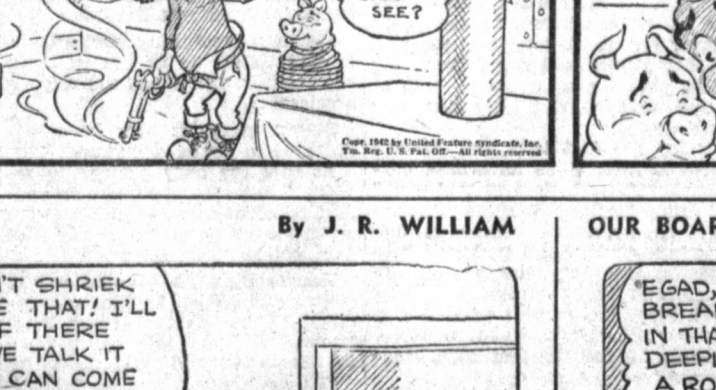 SEE?
Copr. 1942 by United Feature Syndicate, Inc.
Tm. Reg. U. S. Pat. Off.—All rights reserved
By J. R. WILLIAM
OUR BOAR
'T SHRIEK
E THAT! I'LL
F THERE
E TALK IT
CAN COME
"EGAD,
BREA
IN THA
DEEP
A RO